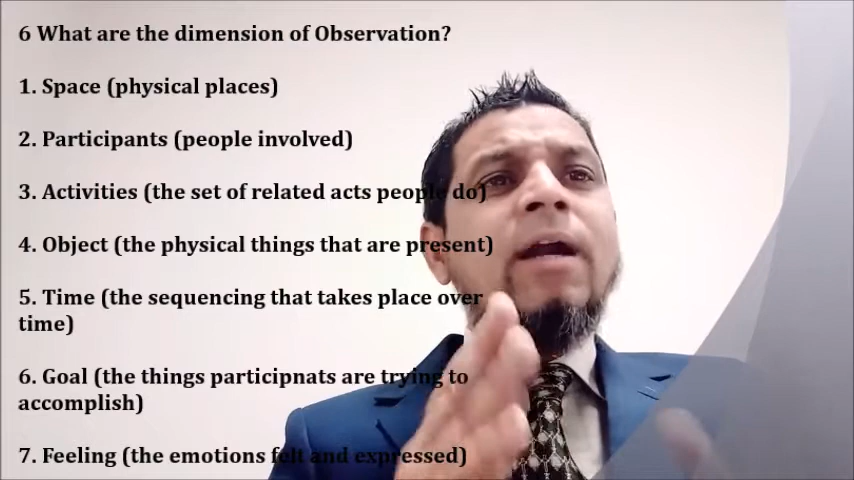 6 What are the dimension of Observation?
1. Space (physical places)
2. Participants (people involved)
3. Activities (the set of related acts people do)
4. Object (the physical things that are present)
5. Time (the sequencing that takes place over
time)
6. Goal (the things participnats are trying to
accomplish)
7. Feeling (the emotions felt and expressed)